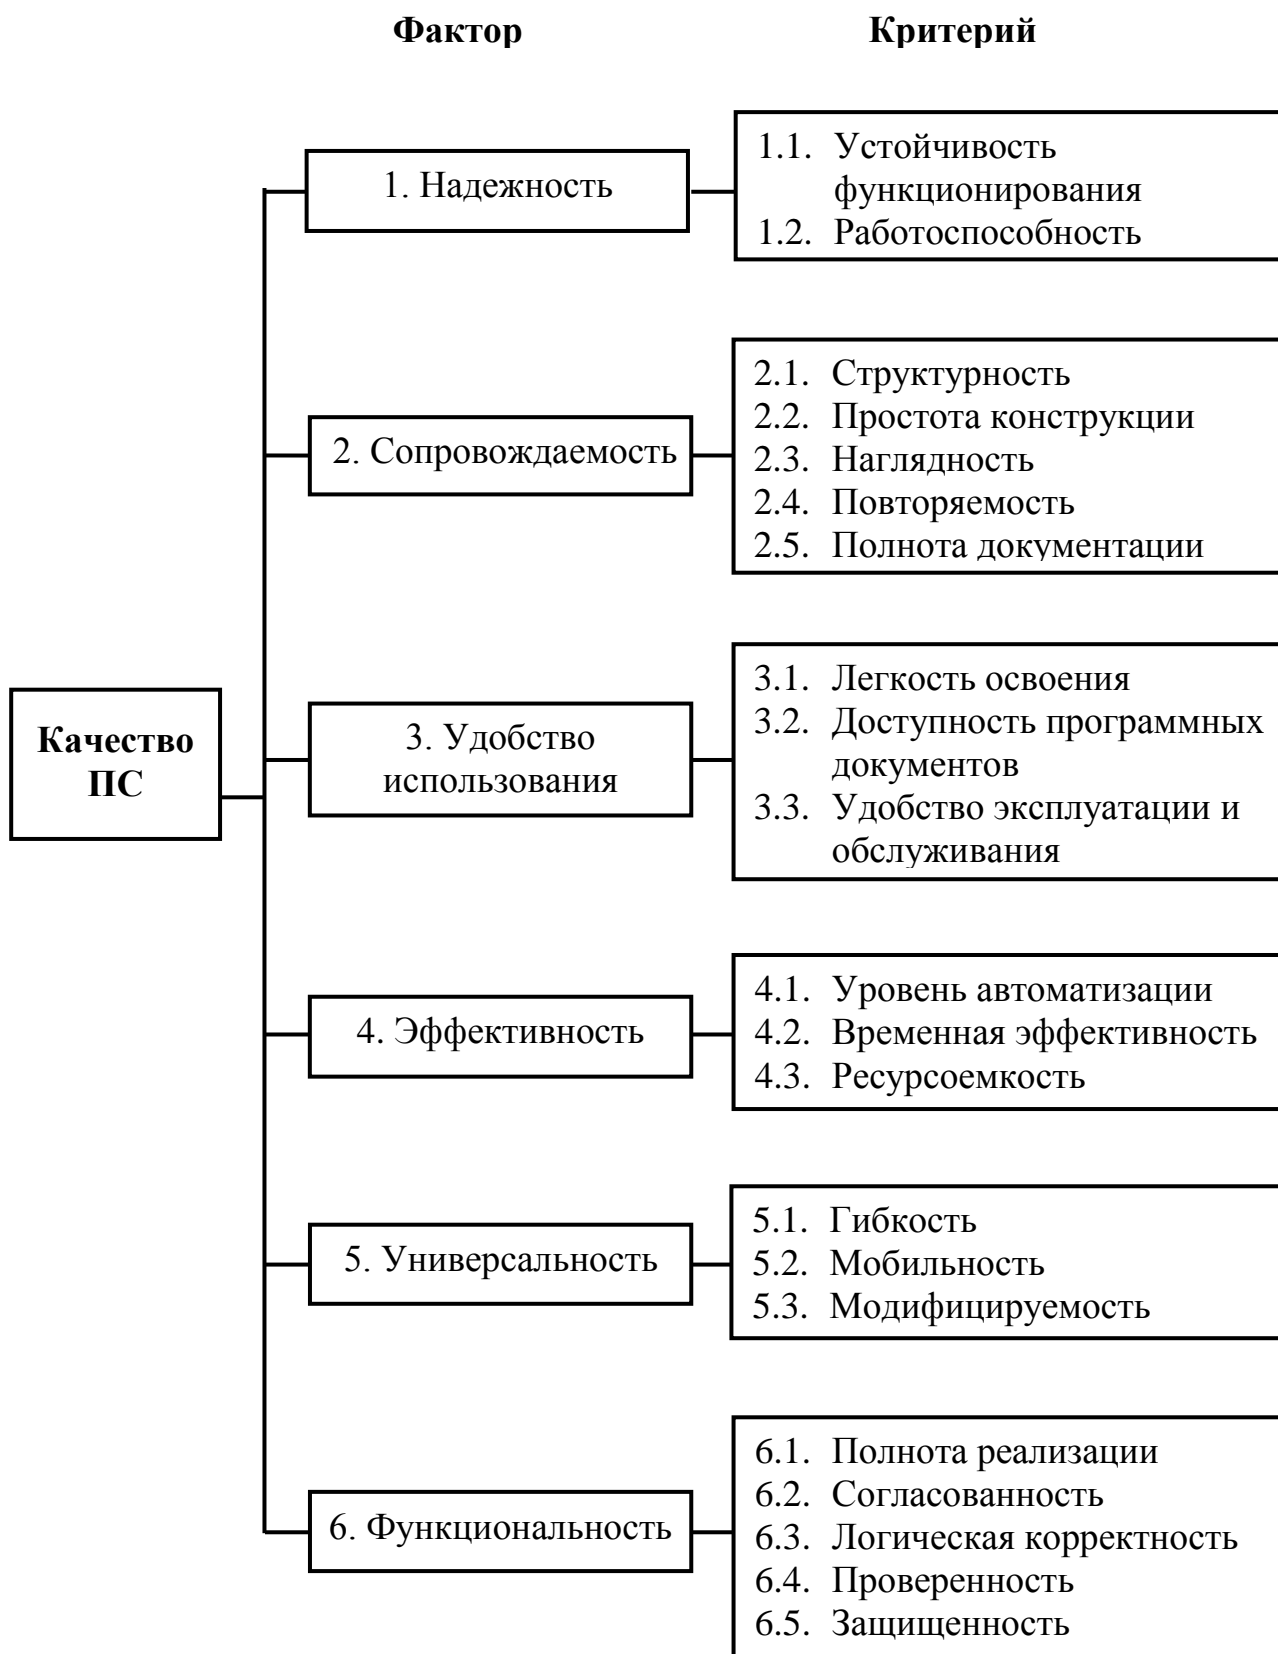 Фактор
Критерий
1. Надежность
1.1. Устойчивость
функционирования
1.2. Работоспособность
2. Сопровождаемость
2.1. Структурность
2.2. Простота конструкции
2.3. Наглядность
2.4. Повторяемость
2.5. Полнота документации
Качество
ПС
3. Удобство
использования
3.1. Легкость освоения
3.2. Доступность программных
документов
3.3. Удобство эксплуатации и
обслуживания
4. Эффективность
4.1. Уровень автоматизации
4.2. Временная эффективность
4.3. Ресурсоемкость
5. Универсальность
5.1. Гибкость
5.2. Мобильность
5.3. Модифицируемость
6. Функциональность
6.1. Полнота реализации
6.2. Согласованность
6.3. Логическая корректность
6.4. Проверенность
6.5. Защищенность